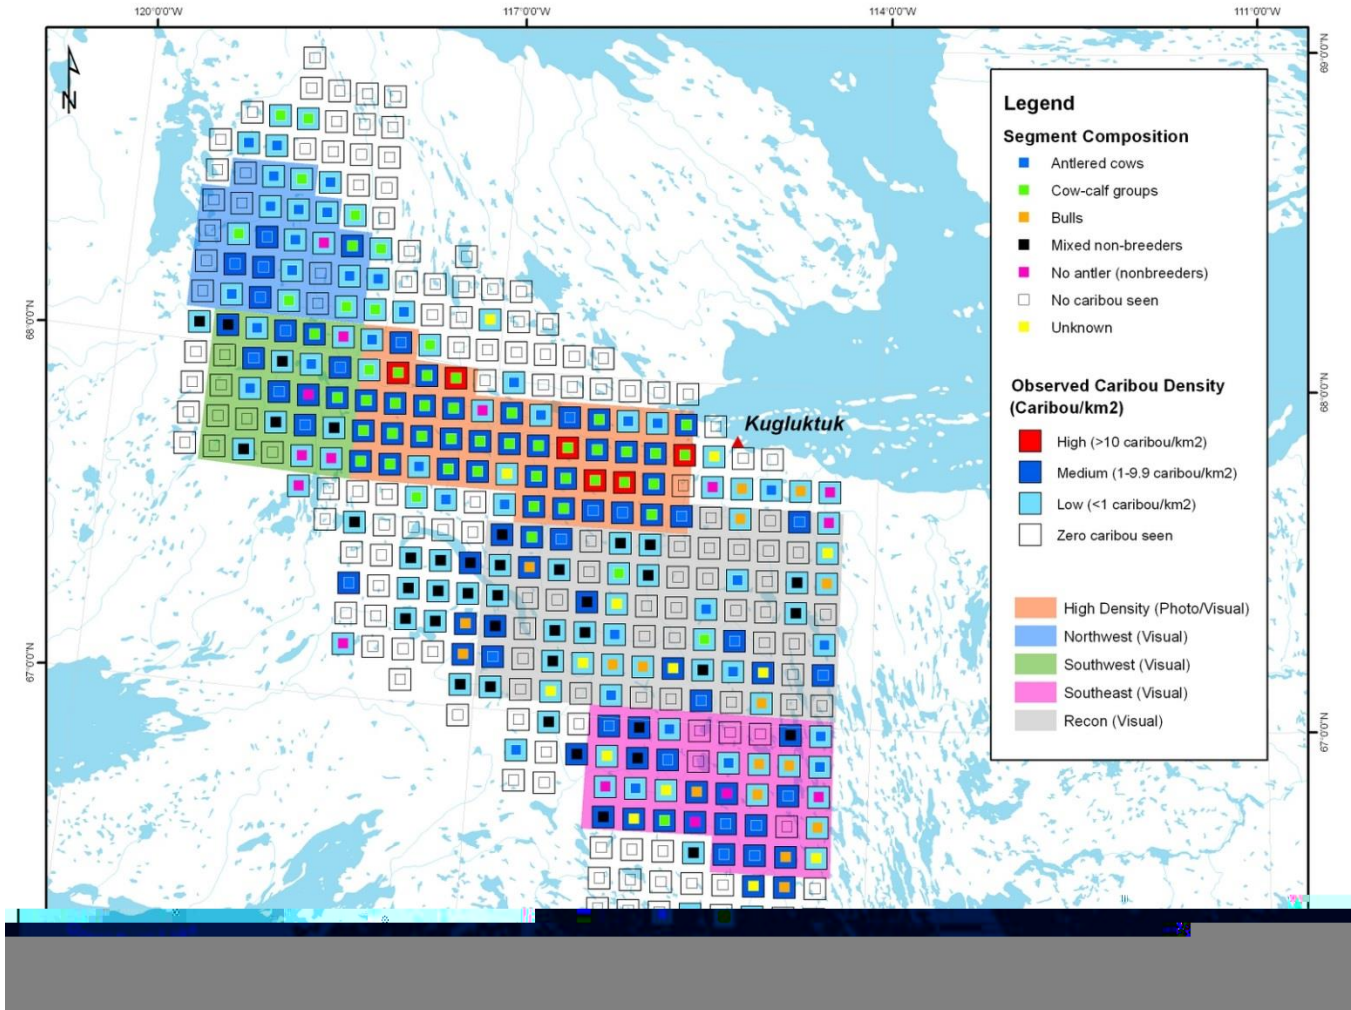 120°0'0"W
117°0'0"W
114°0'0"W
111°0'0"W
69°0'0"N
N
68°0'0"N
68°0'0"N
67°0'0"N
67°0'0"N
Kugluktuk
Legend
Segment Composition
Antlered cows
Cow-calf groups
Bulls
Mixed non-breeders
No antler (nonbreeders)
No caribou seen
Unknown
Observed Caribou Density
(Caribou/km2)
High (>10 caribou/km2)
Medium (1-9.9 caribou/km2)
Low (<1 caribou/km2)
Zero caribou seen
High Density (Photo/Visual)
Northwest (Visual)
Southwest (Visual)
Southeast (Visual)
Recon (Visual)